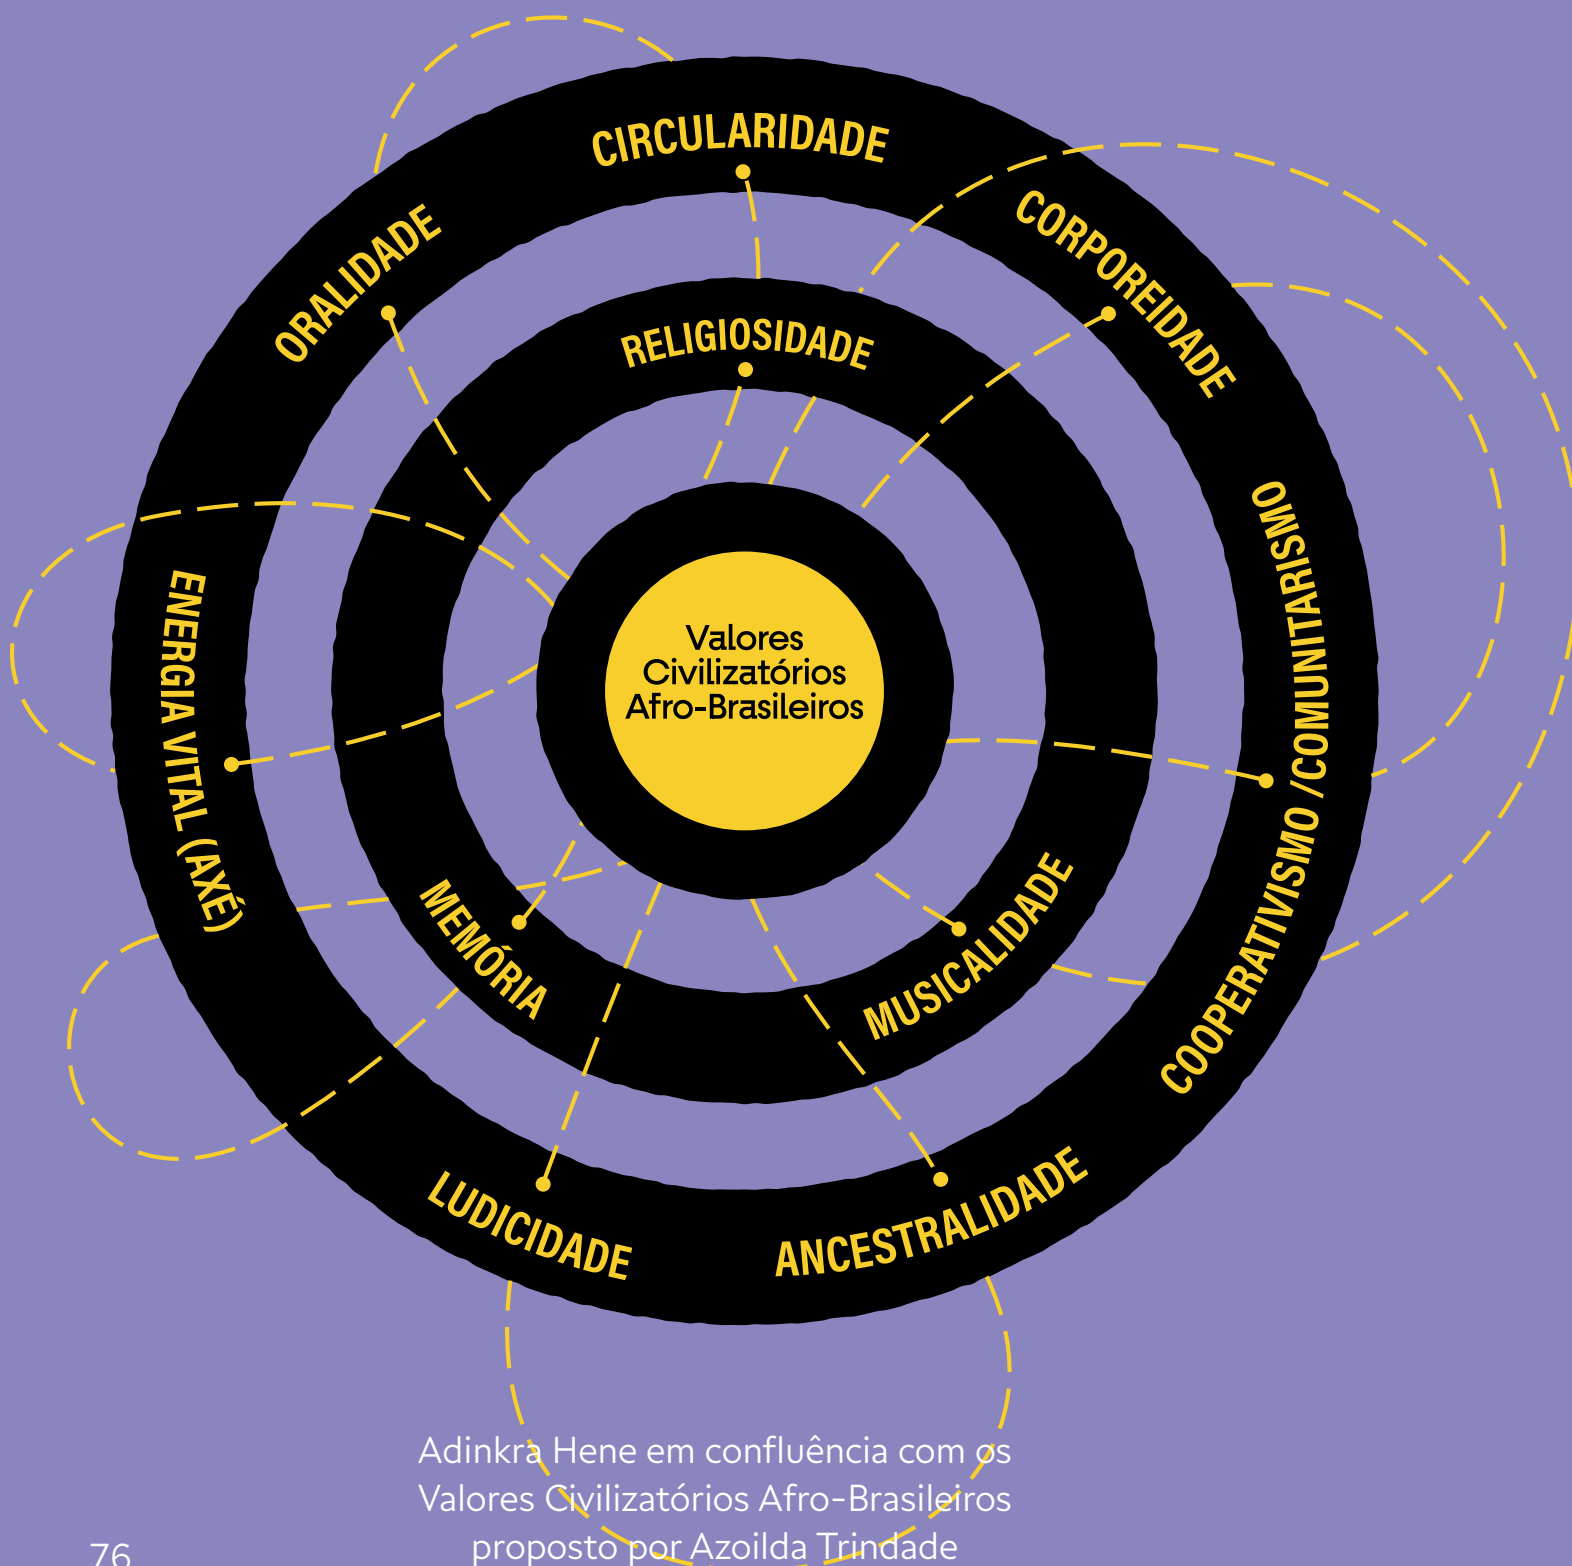 CIRCULARIDADE
CORPOREIDADE
ORALIDADE
RELIGIOSIDADE
COOPERATIVISMO /COMUNITARISMO
ENERGIA VITAL (AXÉ)
Valores
Civilizatórios
Afro-Brasileiros
MEMÓRIA
MUSICALIDADE
LUDICIDADE
ANCESTRALIDADE
Adinkra Hene em confluência com os
Valores Civilizatórios Afro-Brasileiros
proposto por Azoilda Trindade
76